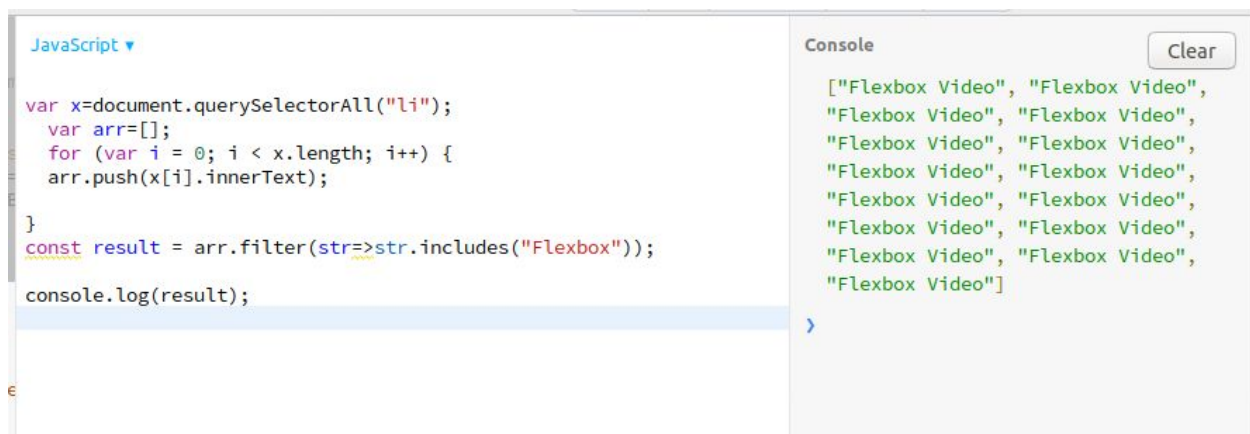 JavaScript ▾
var x=document.querySelectorAll("li");
  var arr=[];
  for (var i = 0; i < x.length; i++) {
  arr.push(x[i].innerText);
}
const result = arr.filter(str=>str.includes("Flexbox"));
console.log(result);
Console
Clear
["Flexbox Video", "Flexbox Video",
"Flexbox Video", "Flexbox Video",
"Flexbox Video", "Flexbox Video",
"Flexbox Video", "Flexbox Video",
"Flexbox Video", "Flexbox Video",
"Flexbox Video", "Flexbox Video",
"Flexbox Video", "Flexbox Video",
"Flexbox Video"]